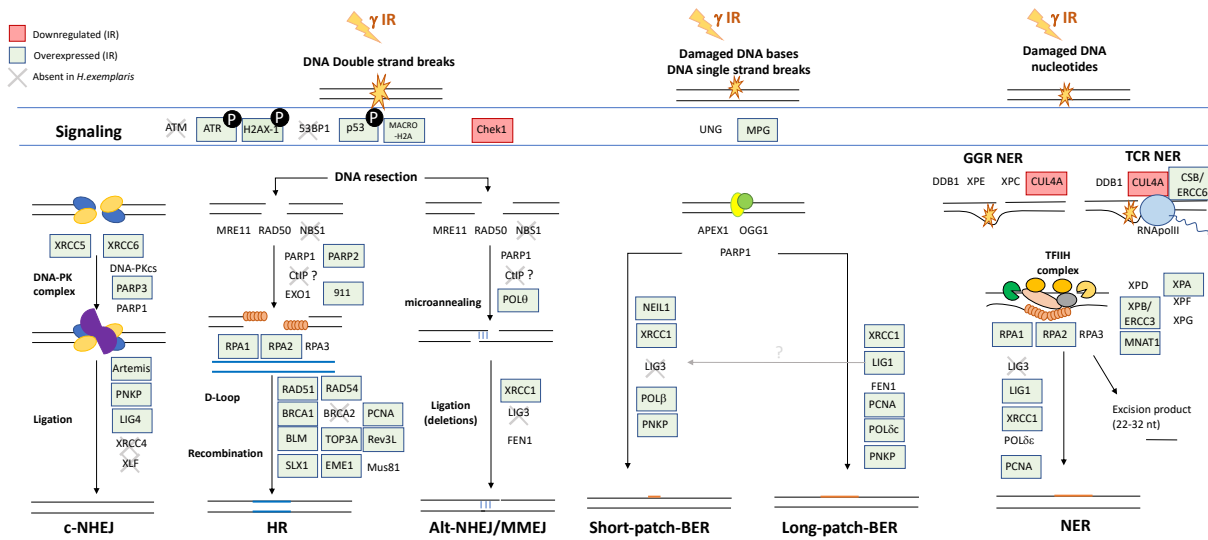 γ IR
γ IR
γ IR
Downregulated (IR)
Overexpressed (IR)
Absent in H.exemplaris
DNA Double strand breaks
Damaged DNA bases
DNA single strand breaks
Damaged DNA
nucleotides
Signaling
ATM
ATR
P
H2AX-1
P
53BP1
p53
P
MACRO
-H2A
Chek1
UNG
MPG
GGR NER
TCR NER
DDB1 XPE XPC CUL4A
DDB1 CUL4A
CSB/
ERCC6
RNApolII
DNA resection
MRE11 RAD50 NBS1
MRE11 RAD50 NBS1
APEX1 OGG1
PARP1
XRCC5 XRCC6
DNA-PKcs
DNA-PK
complex
PARP3
PARP1
PARP1 PARP2
CtIP ?
EXO1 911
PARP1
CtIP ?
microannealing
POLθ
RPA1 RPA2 RPA3
Artemis
PNKP
LIG4
Ligation
XRCC4
XLF
D-Loop
Recombination
RAD51 RAD54
BRCA1 BRCA2 PCNA
BLM TOP3A Rev3L
SLX1 EME1 Mus81
Ligation
(deletions)
XRCC1
LIG3
FEN1
NEIL1
XRCC1
LIG3
POLβ
PNKP
?
XRCC1
LIG1
FEN1
PCNA
POLδc
PNKP
TFIIH
complex
XPD XPA
XPB/
ERCC3
XPF
XPG
MNAT1
RPA1 RPA2 RPA3
LIG3
LIG1
XRCC1
POLδε
PCNA
Excision product
(22-32 nt)
c-NHEJ
HR
Alt-NHEJ/MMEJ
Short-patch-BER
Long-patch-BER
NER